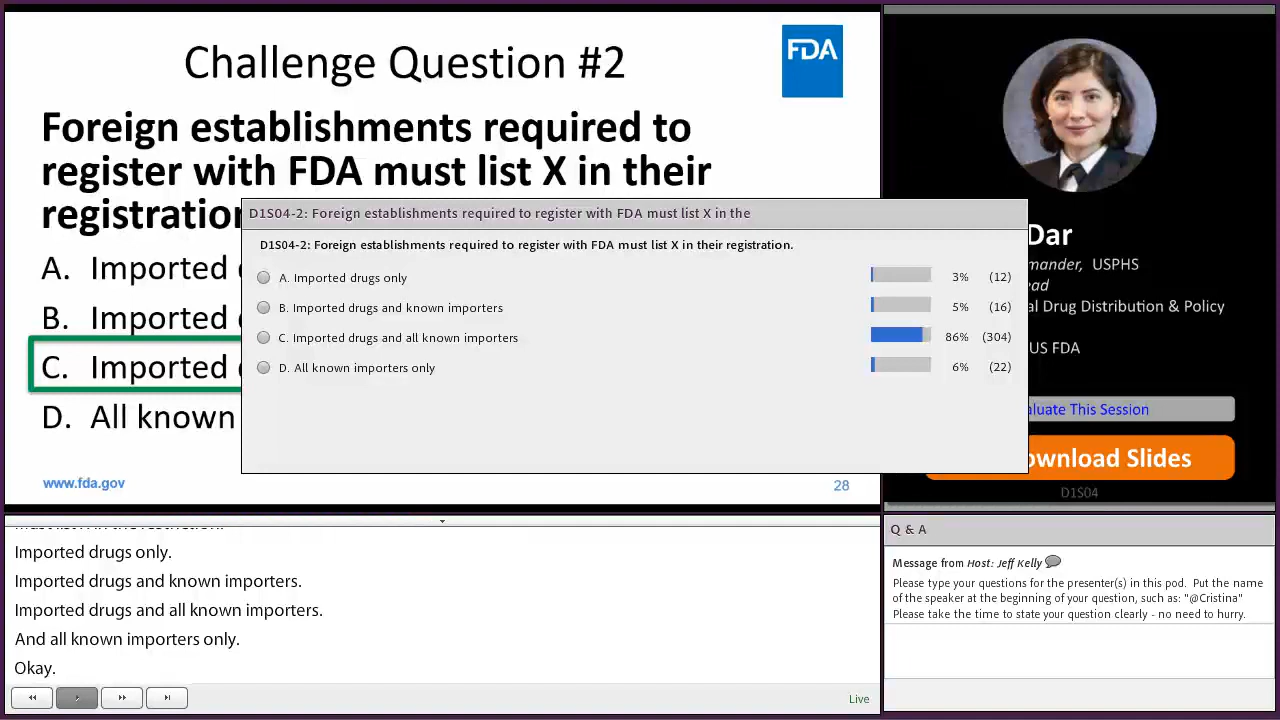 Challenge Question #2
FDA
Foreign establishments required to
register with FDA must list X in their
registration
A. Imported
B. Imported
C. Imported
D. All known
www.fda.gov
28
D1S04-2: Foreign establishments required to register with FDA must list X in the
D1S04-2: Foreign establishments required to register with FDA must list X in their registration.
A. Imported drugs only 3% (12)
B. Imported drugs and known importers 5% (16)
C. Imported drugs and all known importers 86% (304)
D. All known importers only 6% (22)
Dar
mander, USPHS
ead
al Drug Distribution & Policy
US FDA
aluate This Session
ownload Slides
D1S04
Imported drugs only.
Imported drugs and known importers.
Imported drugs and all known importers.
And all known importers only.
Okay.
Live
Q & A
Message from Host: Jeff Kelly
Please type your questions for the presenter(s) in this pod. Put the name
of the speaker at the beginning of your question, such as: "@Cristina"
Please take the time to state your question clearly - no need to hurry.